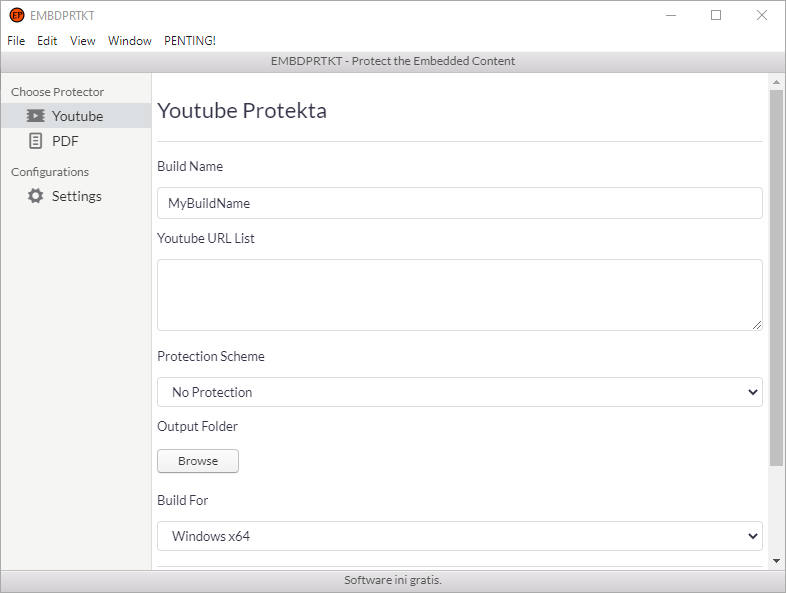 EP EMBDPRTKT
File Edit View Window PENTING!
EMBDPRTKT - Protect the Embedded Content
Choose Protector
Youtube
PDF
Configurations
Settings
Youtube Protekta
Build Name
MyBuildName
Youtube URL List
Protection Scheme
No Protection
Output Folder
Browse
Build For
Windows x64
Software ini gratis.